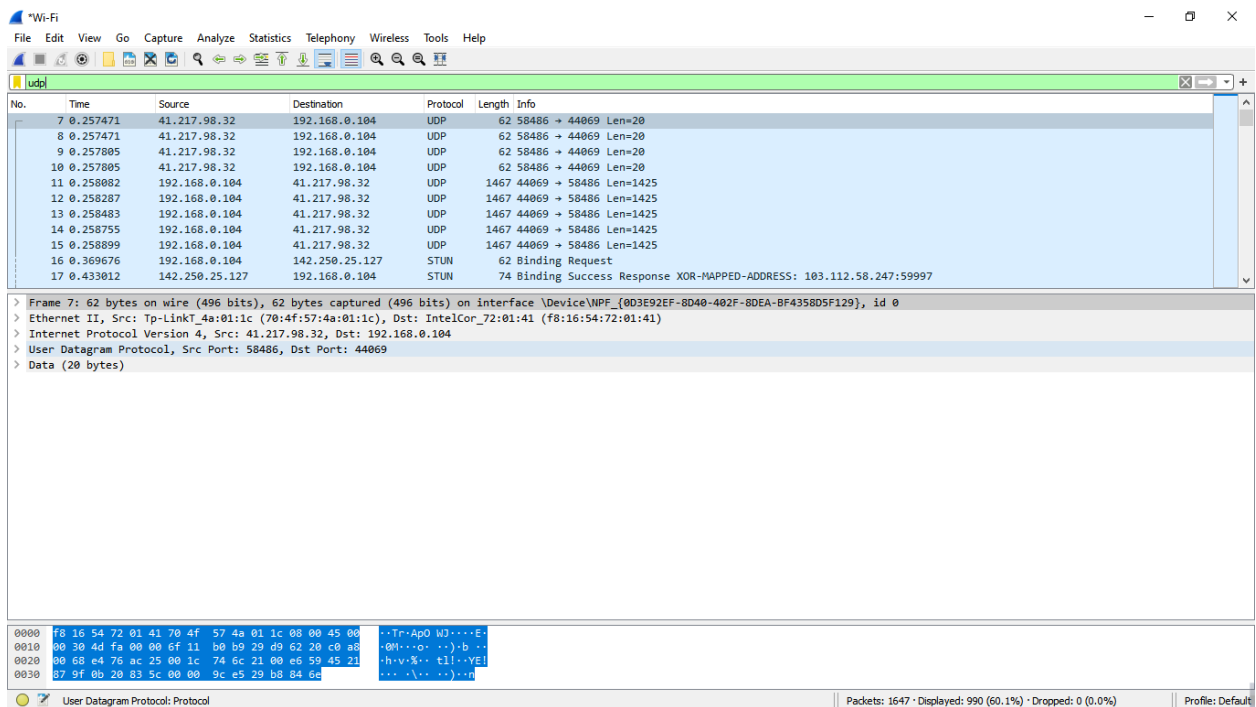 *Wi-Fi
File Edit View Go Capture Analyze Statistics Telephony Wireless Tools Help
udp
No. Time Source Destination Protocol Length Info
7 0.257471 41.217.98.32 192.168.0.104 UDP 62 58486 → 44069 Len=20
8 0.257471 41.217.98.32 192.168.0.104 UDP 62 58486 → 44069 Len=20
9 0.257805 41.217.98.32 192.168.0.104 UDP 62 58486 → 44069 Len=20
10 0.257805 41.217.98.32 192.168.0.104 UDP 62 58486 → 44069 Len=20
11 0.258082 192.168.0.104 41.217.98.32 UDP 1467 44069 → 58486 Len=1425
12 0.258287 192.168.0.104 41.217.98.32 UDP 1467 44069 → 58486 Len=1425
13 0.258483 192.168.0.104 41.217.98.32 UDP 1467 44069 → 58486 Len=1425
14 0.258755 192.168.0.104 41.217.98.32 UDP 1467 44069 → 58486 Len=1425
15 0.258899 192.168.0.104 41.217.98.32 UDP 1467 44069 → 58486 Len=1425
16 0.369676 192.168.0.104 142.250.25.127 STUN 62 Binding Request
17 0.433012 142.250.25.127 192.168.0.104 STUN 74 Binding Success Response XOR-MAPPED-ADDRESS: 103.112.58.247:59997
> Frame 7: 62 bytes on wire (496 bits), 62 bytes captured (496 bits) on interface \Device\NPF_{0D3E92EF-8D40-402F-8DEA-BF4358D5F129}, id 0
> Ethernet II, Src: Tp-LinkT_4a:01:1c (70:4f:57:4a:01:1c), Dst: IntelCor_72:01:41 (f8:16:54:72:01:41)
> Internet Protocol Version 4, Src: 41.217.98.32, Dst: 192.168.0.104
> User Datagram Protocol, Src Port: 58486, Dst Port: 44069
> Data (20 bytes)
0000 f8 16 54 72 01 41 70 4f 57 4a 01 1c 08 00 45 00 ··Tr·ApO WJ····E·
0010 00 30 4d fa 00 00 6f 11 b0 b9 29 d9 62 20 c0 a8 ·0M···o· ··)·b ··
0020 00 68 e4 76 ac 25 00 1c 74 6c 21 00 e6 59 45 21 ·h·v·%·· tl!··YE!
0030 87 9f 0b 20 83 5c 00 00 9c e5 29 b8 84 6e ··· ·\·· ··)··n
User Datagram Protocol: Protocol Packets: 1647 · Displayed: 990 (60.1%) · Dropped: 0 (0.0%) Profile: Default